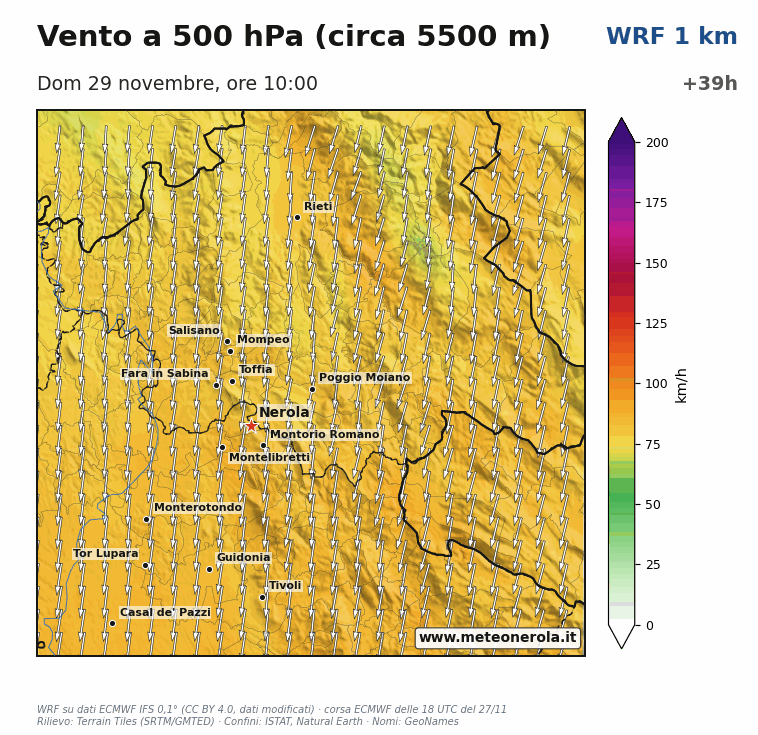 Vento a 500 hPa (circa 5500 m)
WRF 1 km
Dom 29 novembre, ore 10:00
+39h
Rieti
Salisano
Mompeo
Fara in Sabina
Toffia
Poggio Moiano
Nerola
Montorio Romano
Montelibretti
Monterotondo
Tor Lupara
Guidonia
Tivoli
Casal de' Pazzi
www.meteonerola.it
200
175
150
125
100
75
50
25
0
km/h
WRF su dati ECMWF IFS 0,1° (CC BY 4.0, dati modificati) · corsa ECMWF delle 18 UTC del 27/11
Rilievo: Terrain Tiles (SRTM/GMTED) · Confini: ISTAT, Natural Earth · Nomi: GeoNames